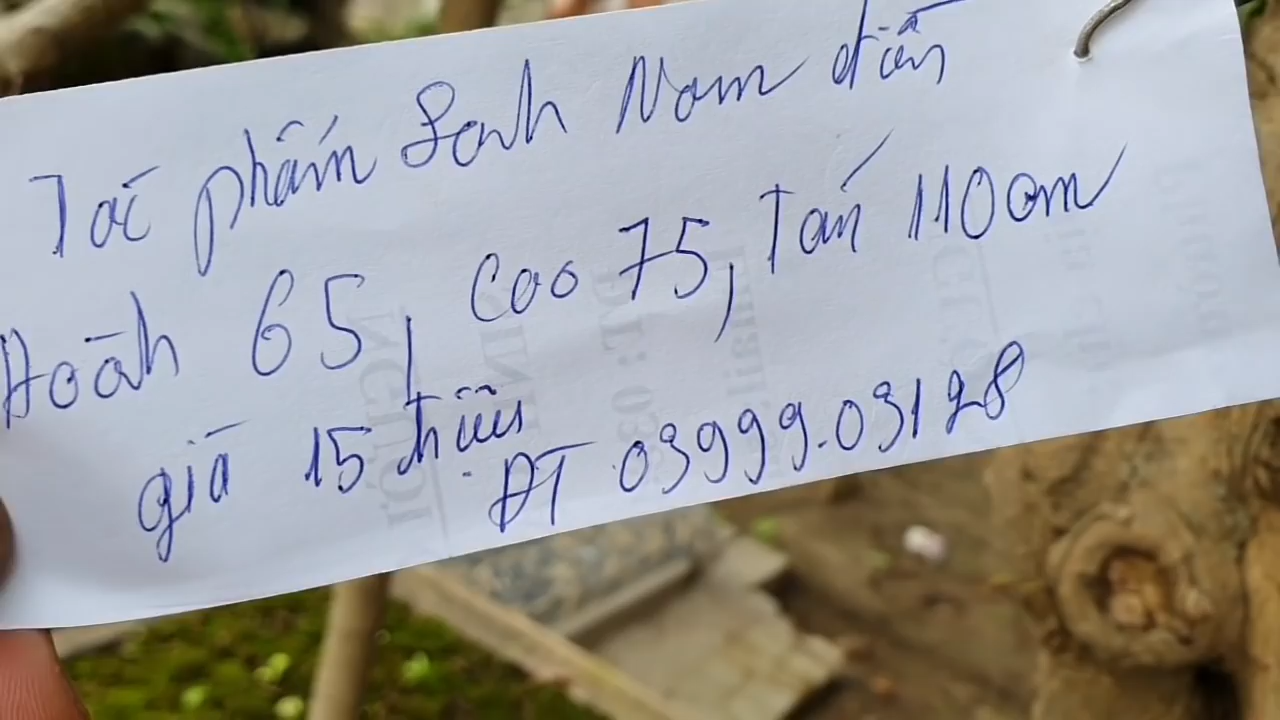 Tác phẩm Sanh Nam điền
Hoành 65, Cao 75, Tán 110cm
giá 15 triệu
ĐT 03999.03128